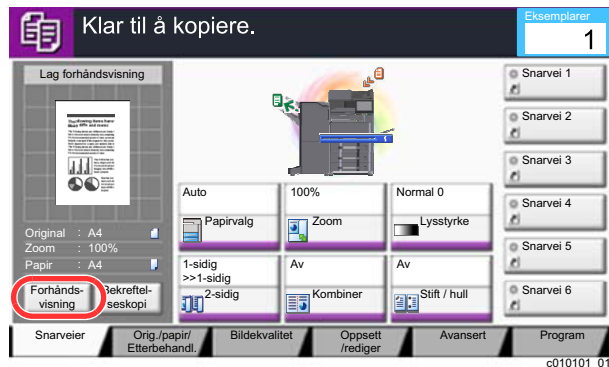 Klar til å kopiere.
Eksemplarer
1
Lag forhåndsvisning
Original : A4
Zoom : 100%
Papir : A4
Forhånds-
visning
Bekreftel-
seskopi
Auto
Papirvalg
100%
Zoom
Normal 0
Lysstyrke
1-sidig
>>1-sidig
2-sidig
Av
Kombiner
Av
Stift / hull
Snarvei 1
Snarvei 2
Snarvei 3
Snarvei 4
Snarvei 5
Snarvei 6
Snarveier
Orig./papir/
Etterbehandl.
Bildekvalitet
Oppsett
/rediger
Avansert
Program
c010101_01